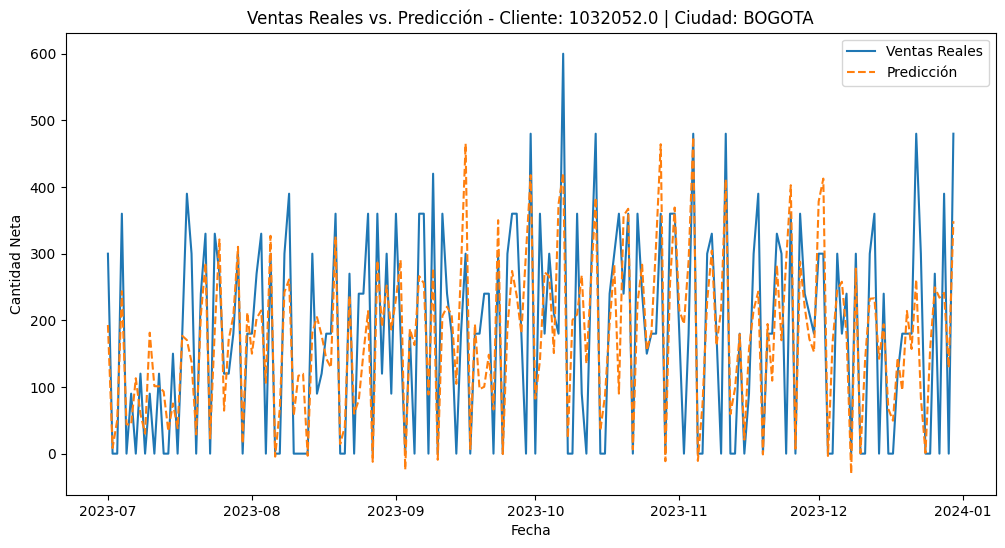 Ventas Reales vs. Predicción - Cliente: 1032052.0 | Ciudad: BOGOTA
Ventas Reales
Predicción
Cantidad Neta
600
500
400
300
200
100
0
2023-07
2023-08
2023-09
2023-10
2023-11
2023-12
2024-01
Fecha